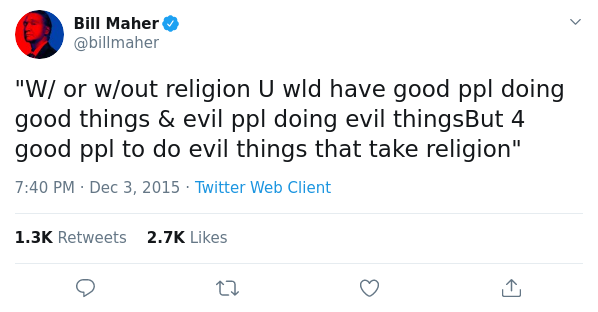 Bill Maher
@billmaher
"W/ or w/out religion U wld have good ppl doing
good things & evil ppl doing evil thingsBut 4
good ppl to do evil things that take religion"
7:40 PM · Dec 3, 2015 · Twitter Web Client
1.3K Retweets 2.7K Likes